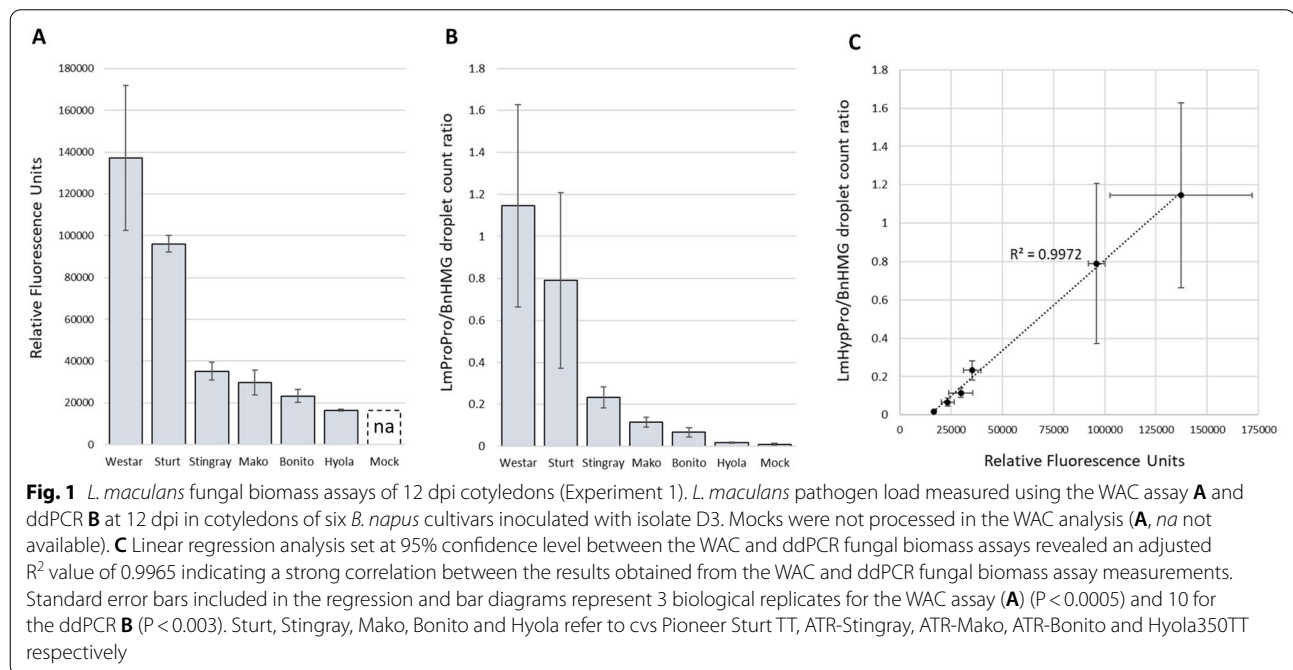 A
Relative Fluorescence Units
180000
160000
140000
120000
100000
80000
60000
40000
20000
0
na
Westar Sturt Stingray Mako Bonito Hyola Mock
B
LmProPro/BnHMG droplet count ratio
1.8
1.6
1.4
1.2
1
0.8
0.6
0.4
0.2
0
Westar Sturt Stingray Mako Bonito Hyola Mock
C
LmHypPro/BnHMG droplet count ratio
1.8
1.6
1.4
1.2
1
0.8
0.6
0.4
0.2
0
R² = 0.9972
0 25000 50000 75000 100000 125000 150000 175000
Relative Fluorescence Units
Fig. 1 L. maculans fungal biomass assays of 12 dpi cotyledons (Experiment 1). L. maculans pathogen load measured using the WAC assay A and
ddPCR B at 12 dpi in cotyledons of six B. napus cultivars inoculated with isolate D3. Mocks were not processed in the WAC analysis (A, na not
available). C Linear regression analysis set at 95% confidence level between the WAC and ddPCR fungal biomass assays revealed an adjusted
R² value of 0.9965 indicating a strong correlation between the results obtained from the WAC and ddPCR fungal biomass assay measurements.
Standard error bars included in the regression and bar diagrams represent 3 biological replicates for the WAC assay (A) (P < 0.0005) and 10 for
the ddPCR B (P < 0.003). Sturt, Stingray, Mako, Bonito and Hyola refer to cvs Pioneer Sturt TT, ATR-Stingray, ATR-Mako, ATR-Bonito and Hyola350TT
respectively